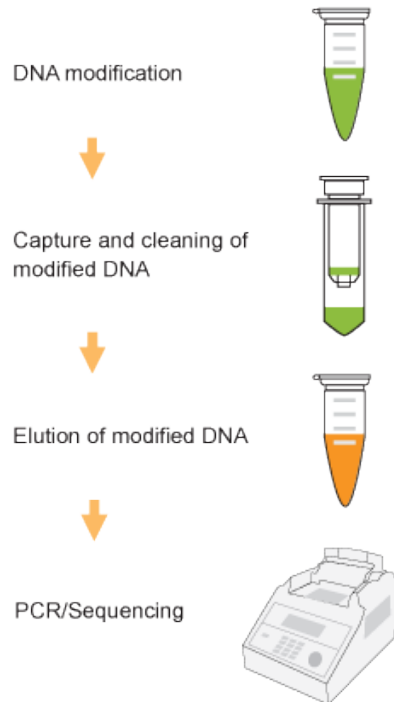 DNA modification
Capture and cleaning of
modified DNA
Elution of modified DNA
PCR/Sequencing